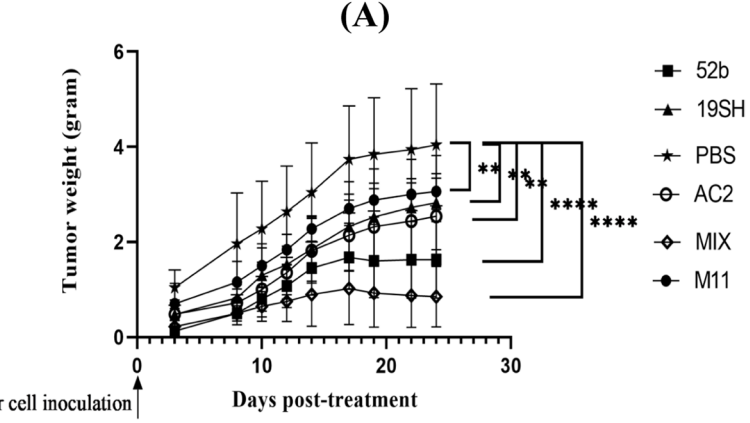 (A)
Tumor weight (gram)
6
4
2
0
0
10
20
30
** ** ** **** ****
52b
19SH
PBS
AC2
MIX
M11
r cell inoculation
Days post-treatment